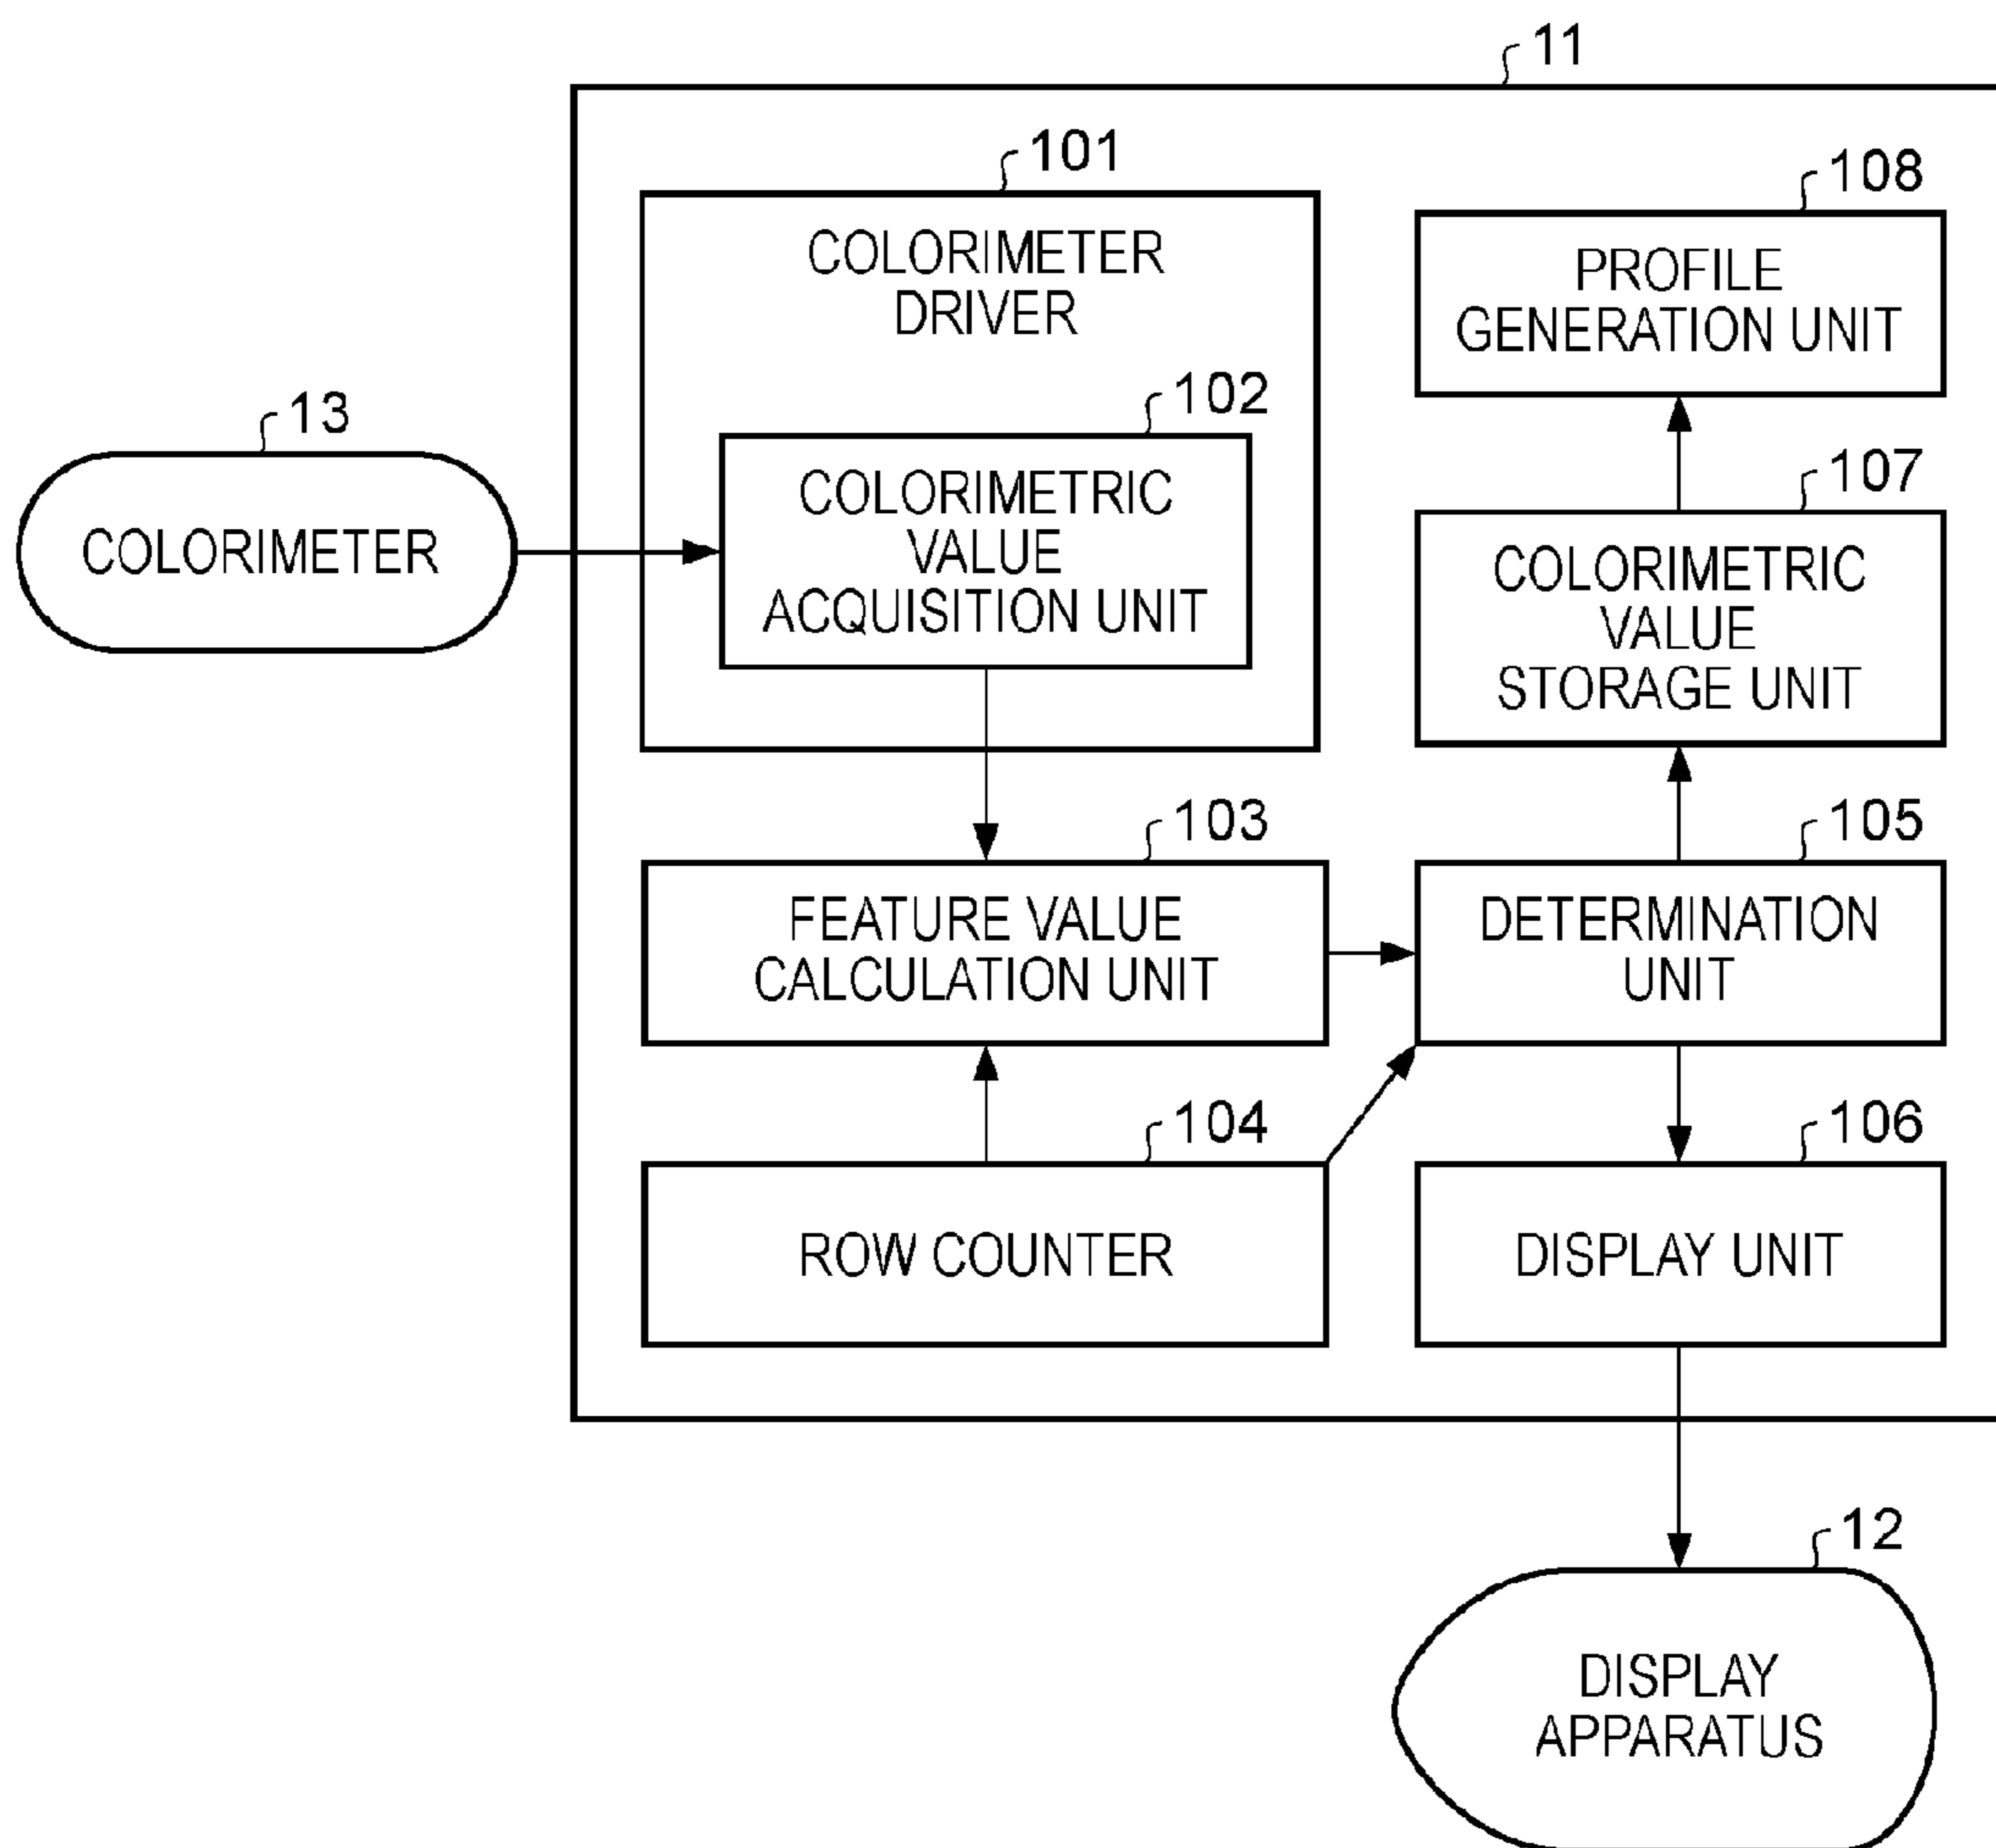 11
101
COLORIMETER
DRIVER
108
PROFILE
GENERATION UNIT
13
COLORIMETER
102
COLORIMETRIC
VALUE
ACQUISITION UNIT
107
COLORIMETRIC
VALUE
STORAGE UNIT
103
FEATURE VALUE
CALCULATION UNIT
105
DETERMINATION
UNIT
104
ROW COUNTER
106
DISPLAY UNIT
12
DISPLAY
APPARATUS